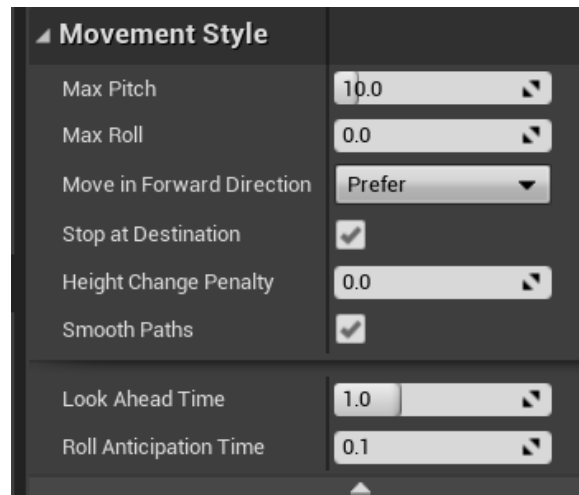 Movement Style
Max Pitch 10.0
Max Roll 0.0
Move in Forward Direction Prefer
Stop at Destination
Height Change Penalty 0.0
Smooth Paths
Look Ahead Time 1.0
Roll Anticipation Time 0.1